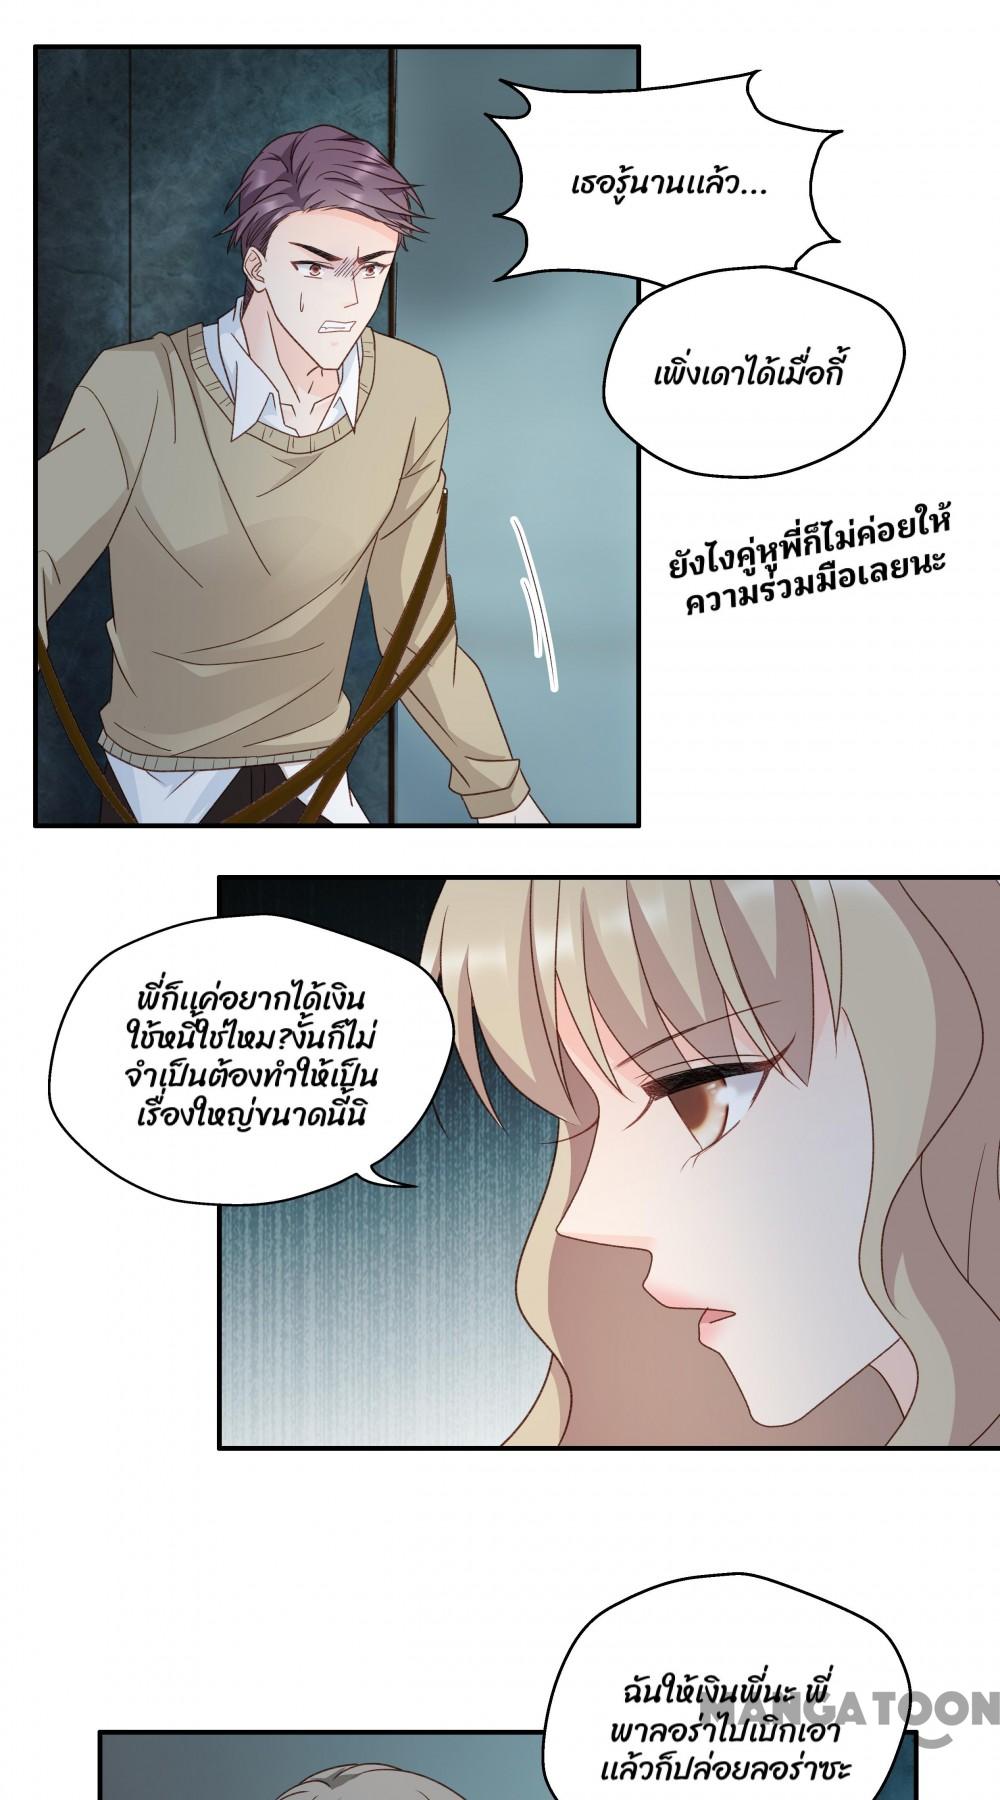 เธอรู้นานแล้ว...
เพิ่งเดาได้เมื่อกี้
ยังไงคู่หูพี่ก็ไม่ค่อยให้
ความร่วมมือเลยนะ
พี่ก็แค่อยากได้เงิน
ใช้หนี้ใช่ไหม?งั้นก็ไม่
จำเป็นต้องทำให้เป็น
เรื่องใหญ่ขนาดนี้นิ
ฉันให้เงินพี่นะ พี่
พาลอร่าไปเบิกเอา
แล้วก็ปล่อยลอร่าซะ
MANGATOON